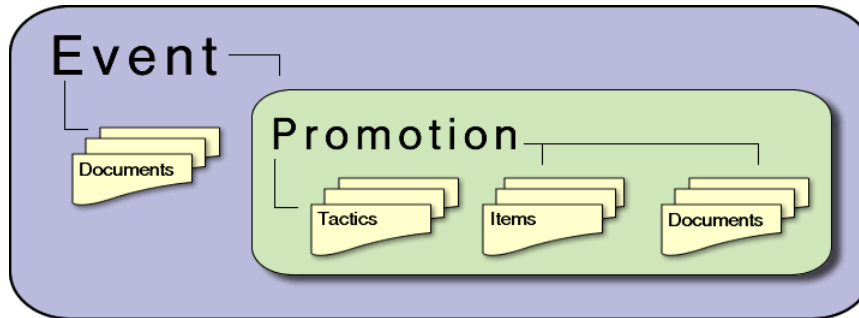 Event
Documents
Promotion
Tactics
Items
Documents